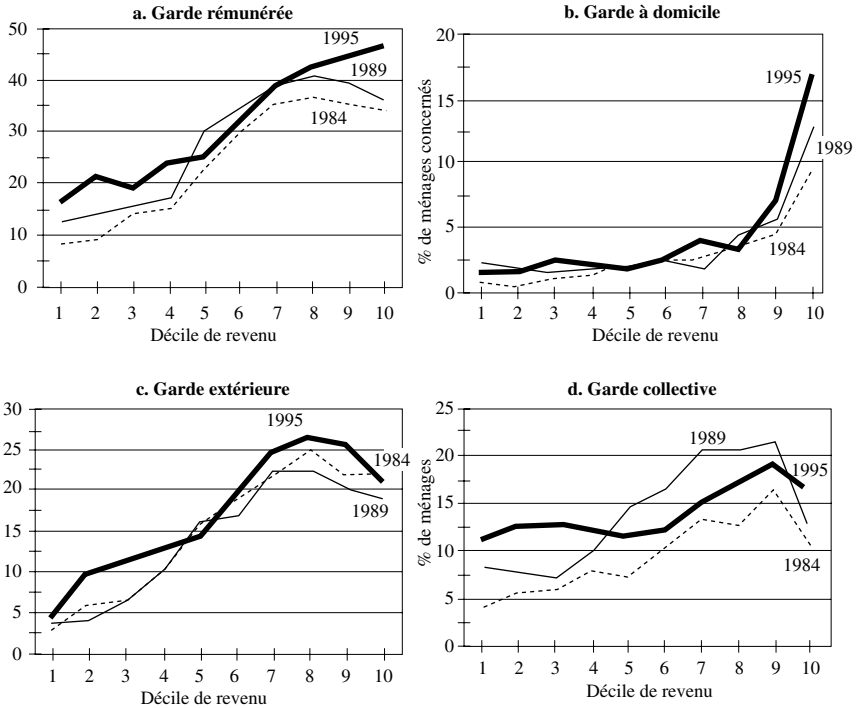 a. Garde rémunérée
50
40
30
20
10
0
1995
1989
1984
1 2 3 4 5 6 7 8 9 10
Décile de revenu
b. Garde à domicile
% de ménages concernés
20
15
10
5
0
1995
1989
1984
1 2 3 4 5 6 7 8 9 10
Décile de revenu
c. Garde extérieure
30
25
20
15
10
5
0
1995
1984
1989
1 2 3 4 5 6 7 8 9 10
Décile de revenu
d. Garde collective
% de ménages
25
20
15
10
5
0
1989
1995
1984
1 2 3 4 5 6 7 8 9 10
Décile de revenu